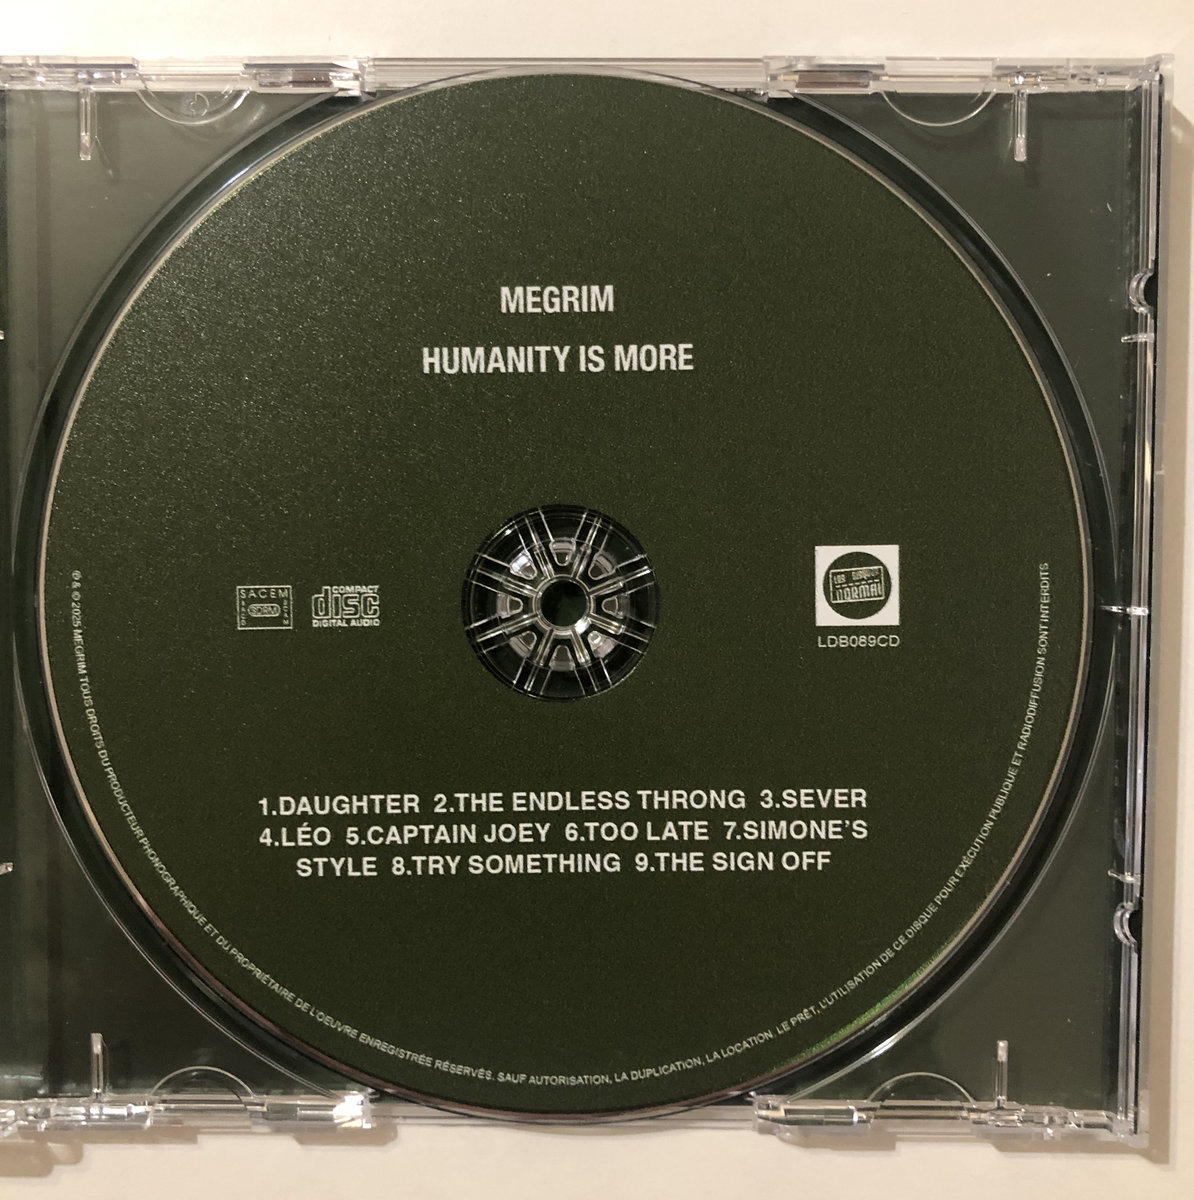 MEGRIM
HUMANITY IS MORE
SACEM
SDRM
COMPACT
disc
DIGITAL AUDIO
LES DISQUES
NORMAL
LDB089CD
1.DAUGHTER 2.THE ENDLESS THRONG 3.SEVER
4.LÉO 5.CAPTAIN JOEY 6.TOO LATE 7.SIMONE'S
STYLE 8.TRY SOMETHING 9.THE SIGN OFF
℗ & © 2025 MEGRIM TOUS DROITS DU PRODUCTEUR PHONOGRAPHIQUE ET DU PROPRIÉTAIRE DE L'OEUVRE ENREGISTRÉE RÉSERVÉS. SAUF AUTORISATION, LA DUPLICATION, LA LOCATION, LE PRÊT, L'UTILISATION DE CE DISQUE POUR EXÉCUTION PUBLIQUE ET RADIODIFFUSION SONT INTERDITS